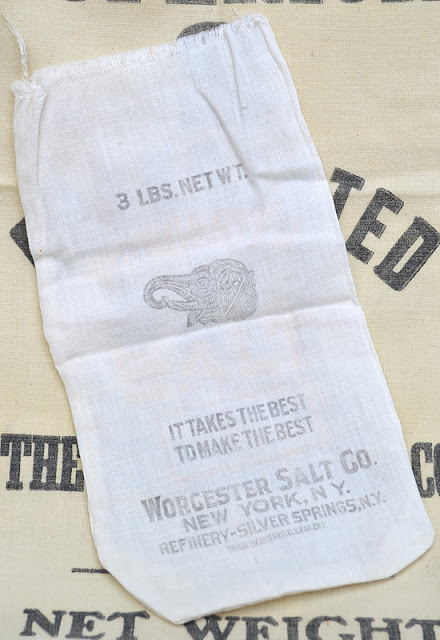 3 LBS. NET WT.
TED
IT TAKES THE BEST
TO MAKE THE BEST
THE
CO
WORCESTER SALT CO.
NEW YORK, N.Y.
REFINERY-SILVER SPRINGS, N.Y.
NET WEIGHT